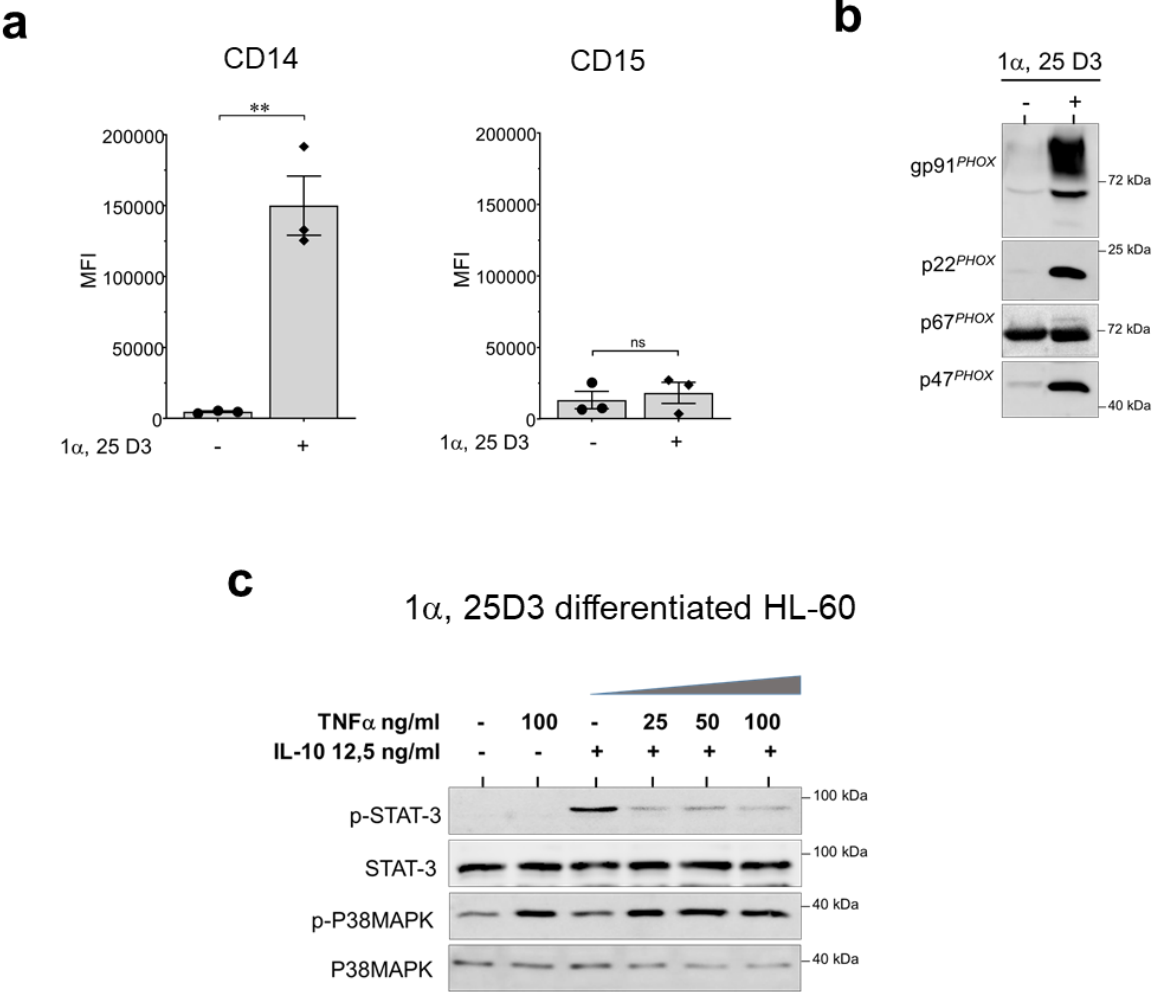 a
CD14
**
200000
150000
100000
50000
0
MFI
1α, 25 D3
-
+
CD15
ns
200000
150000
100000
50000
0
MFI
1α, 25 D3
-
+
b
1α, 25 D3
- +
gp91PHOX
72 kDa
25 kDa
p22PHOX
p67PHOX
72 kDa
p47PHOX
40 kDa
c
1α, 25D3 differentiated HL-60
TNFα ng/ml - 100 - 25 50 100
IL-10 12,5 ng/ml - - + + + +
p-STAT-3 100 kDa
STAT-3 100 kDa
p-P38MAPK 40 kDa
P38MAPK 40 kDa